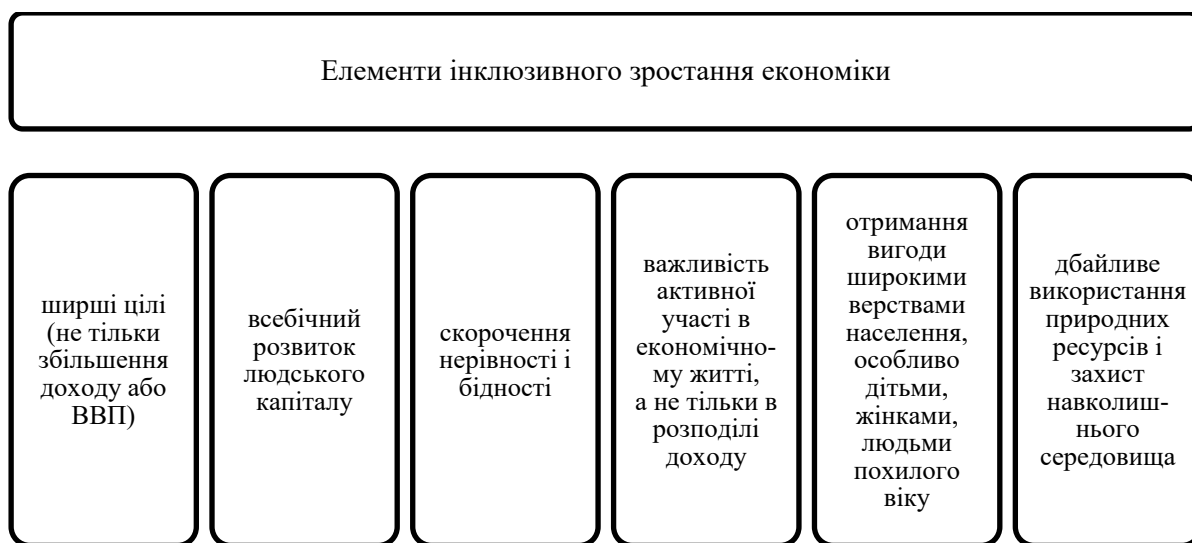 Елементи інклюзивного зростання економіки
ширші цілі
(не тільки
збільшення
доходу або
ВВП)
всебічний
розвиток
людського
капіталу
скорочення
нерівності і
бідності
важливість
активної
участі в
економічно-
му житті,
а не тільки в
розподілі
доходу
отримання
вигоди
широкими
верствами
населення,
особливо
дітьми,
жінками,
людьми
похилого
віку
дбайливе
використання
природних
ресурсів і
захист
навколиш-
нього
середовища